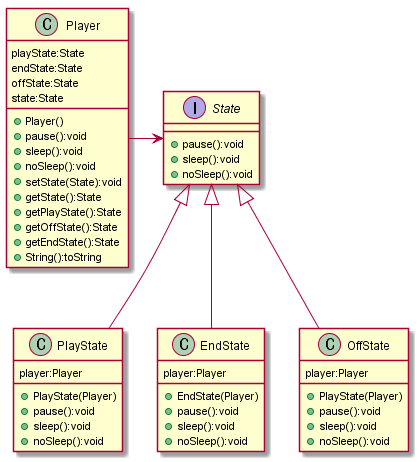 C Player
playState:State
endState:State
offState:State
state:State
Player()
pause():void
sleep():void
noSleep():void
setState(State):void
getState():State
getPlayState():State
getOffState():State
getEndState():State
String():toString
I State
pause():void
sleep():void
noSleep():void
C PlayState
player:Player
PlayState(Player)
pause():void
sleep():void
noSleep():void
C EndState
player:Player
EndState(Player)
pause():void
sleep():void
noSleep():void
C OffState
player:Player
PlayState(Player)
pause():void
sleep():void
noSleep():void